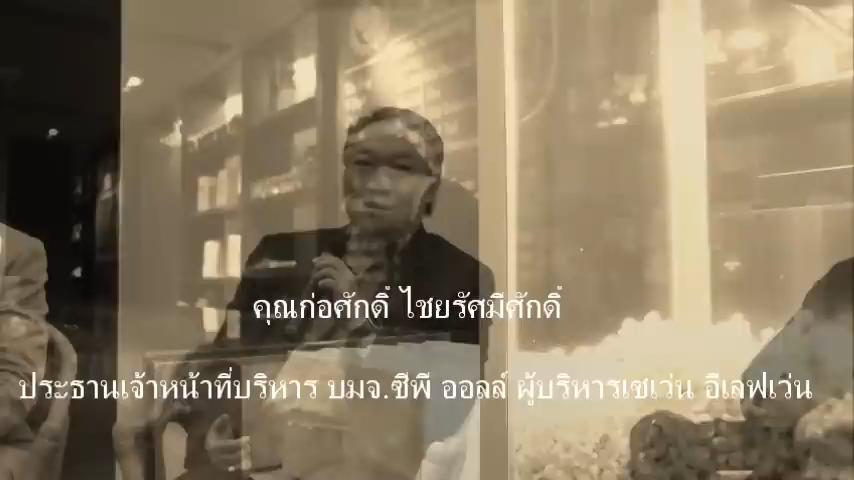 คุณก่อศักดิ์ ไชยรัศมีศักดิ์
ประธานเจ้าหน้าที่บริหาร บมจ.ซีพี ออลล์ ผู้บริหารเซเว่น อีเลฟเว่น